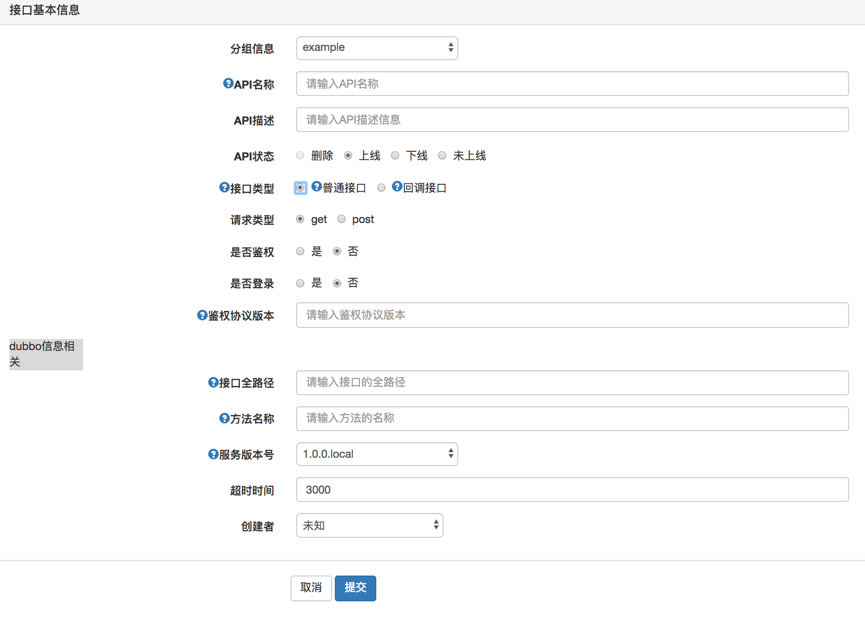 接口基本信息
分组信息 example
API名称 请输入API名称
API描述 请输入API描述信息
API状态 删除 上线 下线 未上线
接口类型 普通接口 回调接口
请求类型 get post
是否鉴权 是 否
是否登录 是 否
鉴权协议版本 请输入鉴权协议版本
dubbo信息相
关
接口全路径 请输入接口的全路径
方法名称 请输入方法的名称
服务版本号 1.0.0.local
超时时间 3000
创建者 未知
取消 提交